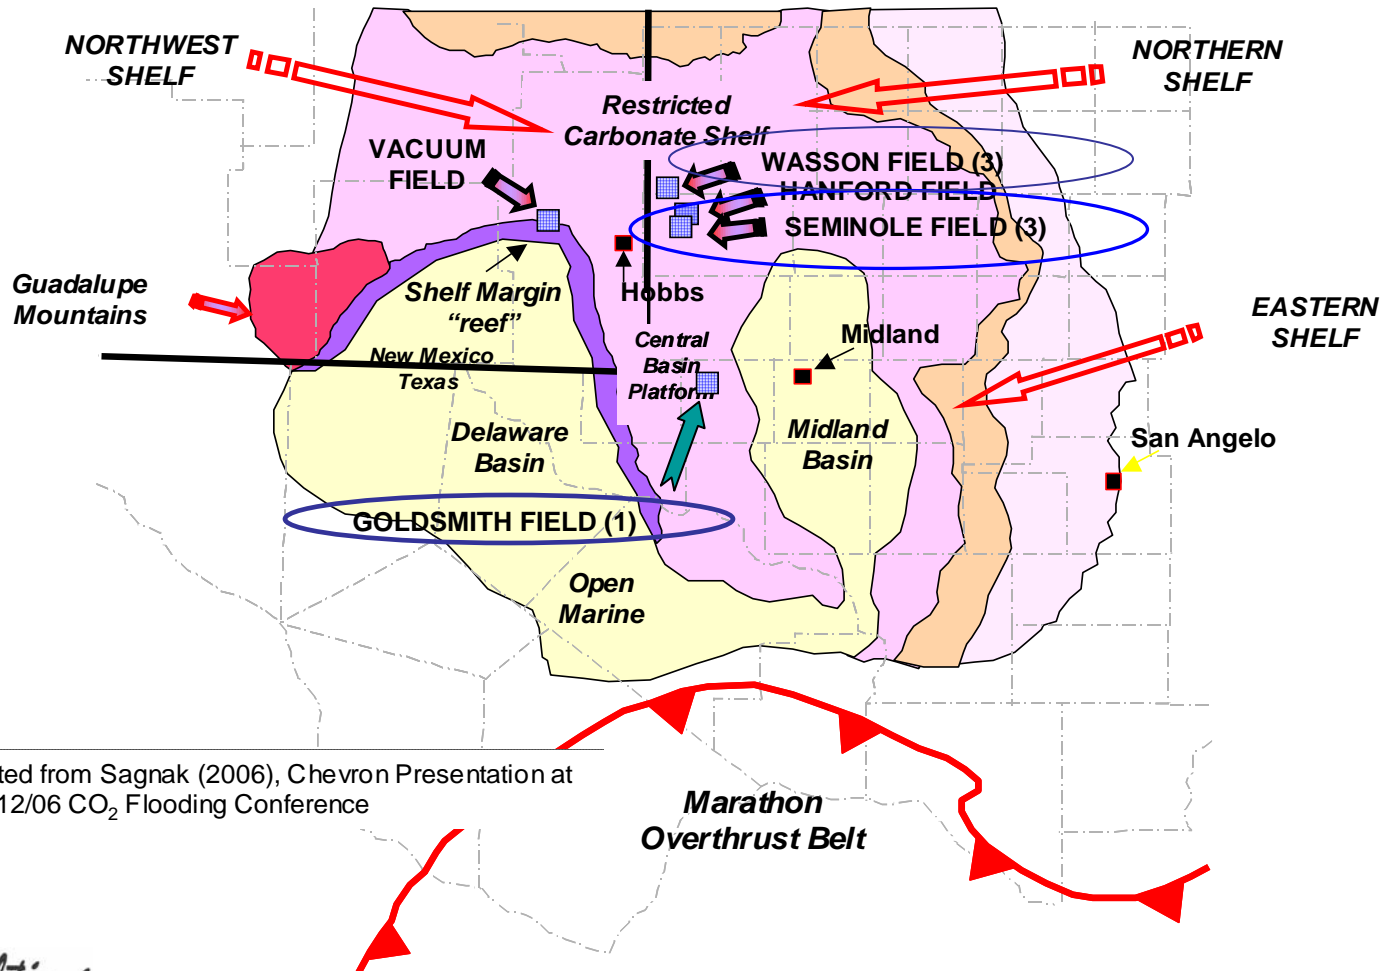 NORTHWEST
SHELF
NORTHERN
SHELF
Restricted
Carbonate Shelf
VACUUM
FIELD
WASSON FIELD (3)
HANFORD FIELD
SEMINOLE FIELD (3)
Guadalupe
Mountains
Shelf Margin
“reef”
Hobbs
EASTERN
SHELF
New Mexico
Texas
Central
Basin
Platform
Midland
Delaware
Basin
Midland
Basin
San Angelo
GOLDSMITH FIELD (1)
Open
Marine
ted from Sagnak (2006), Chevron Presentation at
12/06 CO₂ Flooding Conference
Marathon
Overthrust Belt